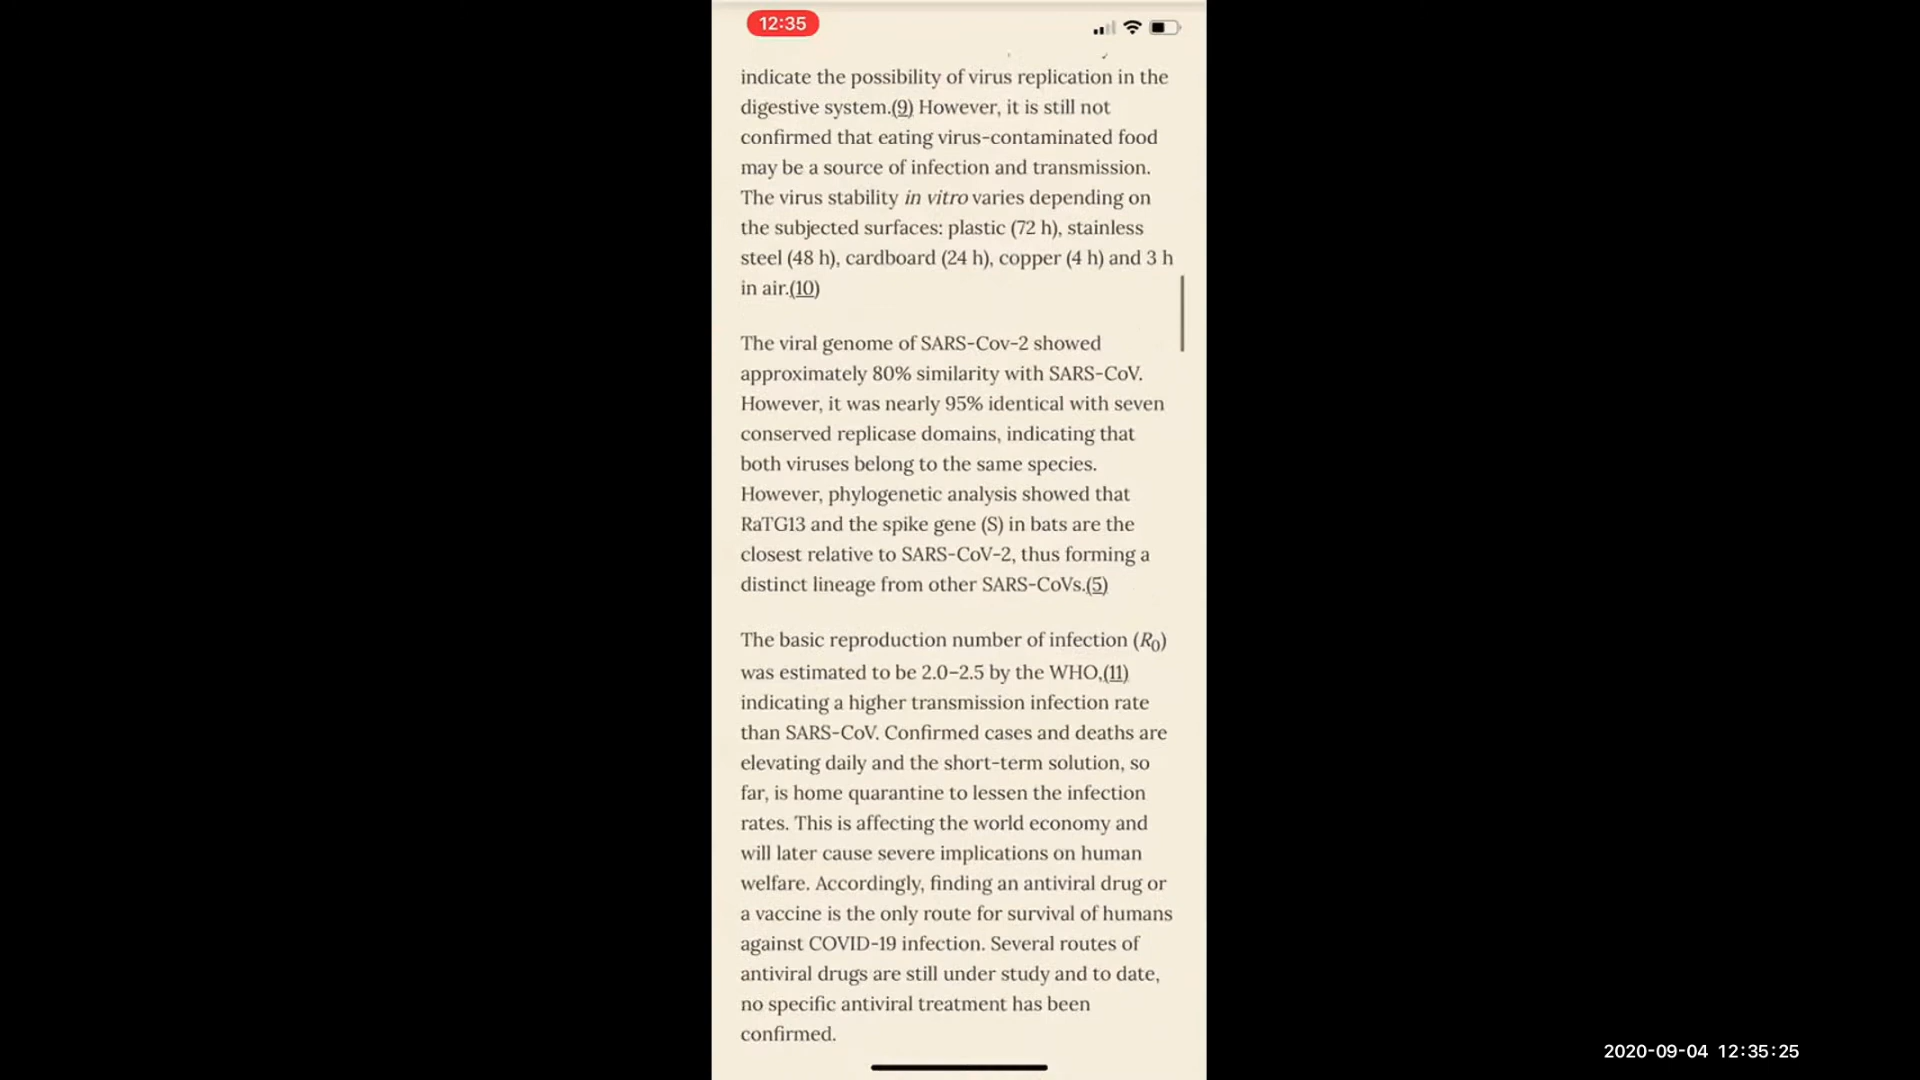 12:35
indicate the possibility of virus replication in the
digestive system.(9) However, it is still not
confirmed that eating virus-contaminated food
may be a source of infection and transmission.
The virus stability in vitro varies depending on
the subjected surfaces: plastic (72 h), stainless
steel (48 h), cardboard (24 h), copper (4 h) and 3 h
in air.(10)
The viral genome of SARS-Cov-2 showed
approximately 80% similarity with SARS-CoV.
However, it was nearly 95% identical with seven
conserved replicase domains, indicating that
both viruses belong to the same species.
However, phylogenetic analysis showed that
RaTG13 and the spike gene (S) in bats are the
closest relative to SARS-CoV-2, thus forming a
distinct lineage from other SARS-CoVs.(5)
The basic reproduction number of infection (R0)
was estimated to be 2.0–2.5 by the WHO,(11)
indicating a higher transmission infection rate
than SARS-CoV. Confirmed cases and deaths are
elevating daily and the short-term solution, so
far, is home quarantine to lessen the infection
rates. This is affecting the world economy and
will later cause severe implications on human
welfare. Accordingly, finding an antiviral drug or
a vaccine is the only route for survival of humans
against COVID-19 infection. Several routes of
antiviral drugs are still under study and to date,
no specific antiviral treatment has been
confirmed.
2020-09-04 12:35:25